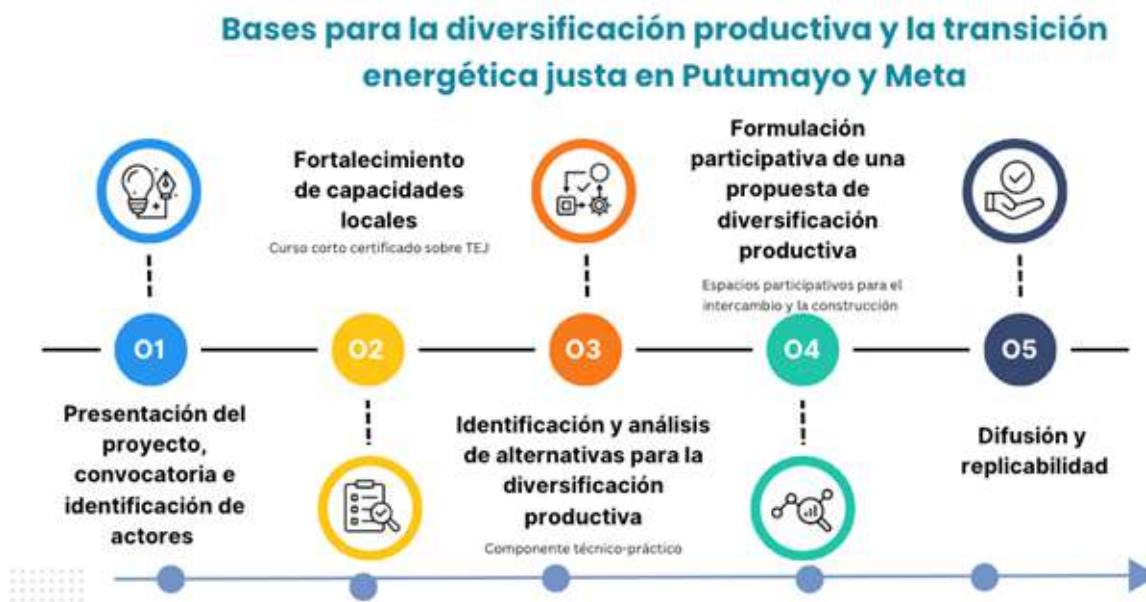 Bases para la diversificación productiva y la transición
energética justa en Putumayo y Meta
01
Presentación del
proyecto,
convocatoria e
identificación de
actores
Fortalecimiento
de capacidades
locales
Curso corto certificado sobre TEJ
02
03
Identificación y análisis
de alternativas para la
diversificación
productiva
Componente técnico-práctico
Formulación
participativa de una
propuesta de
diversificación
productiva
Espacios participativos para el
intercambio y la construcción
04
05
Difusión y
replicabilidad